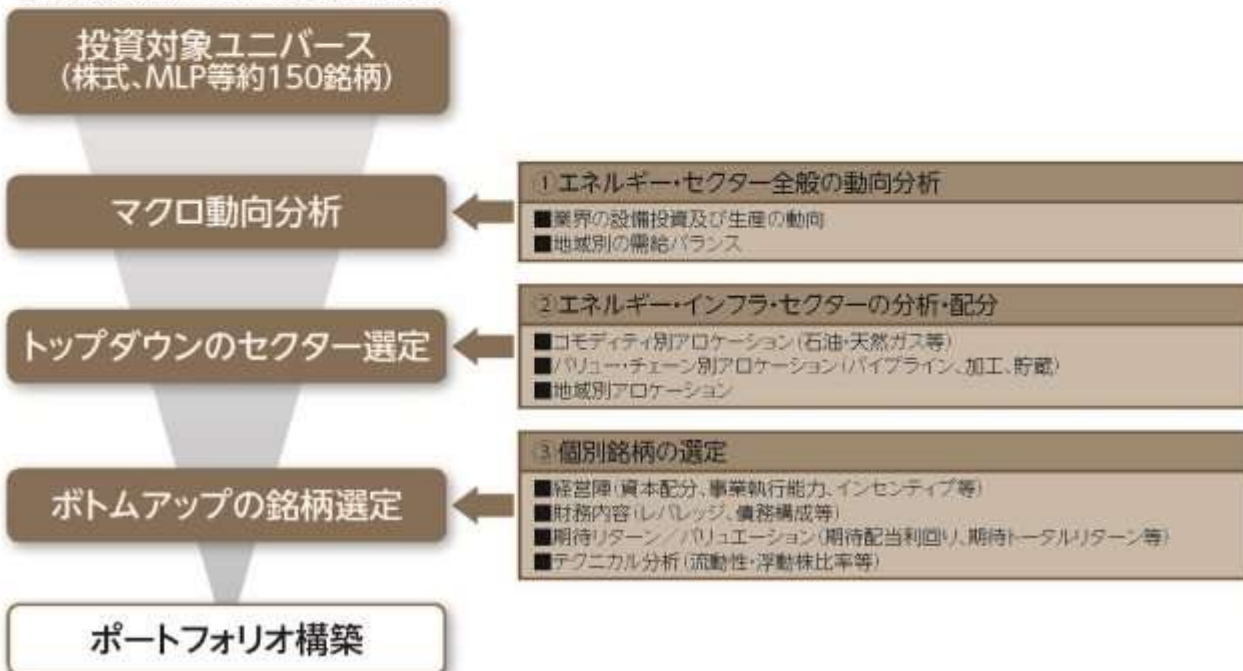 投資対象ユニバース
(株式、MLP等約150銘柄)
マクロ動向分析
①エネルギー・セクター全般の動向分析
■業界の設備投資及び生産の動向
■地域別の需給バランス
トップダウンのセクター選定
②エネルギー・インフラ・セクターの分析・配分
■コモディティ別アロケーション(石油・天然ガス等)
■バリュー・チェーン別アロケーション(パイプライン、加工、貯蔵)
■地域別アロケーション
ボトムアップの銘柄選定
③個別銘柄の選定
■経営陣(資本配分、事業執行能力、インセンティブ等)
■財務内容(レバレッジ、債務構成等)
■期待リターン／バリュエーション(期待配当利回り、期待トータルリターン等)
■テクニカル分析(流動性・浮動株比率等)
ポートフォリオ構築